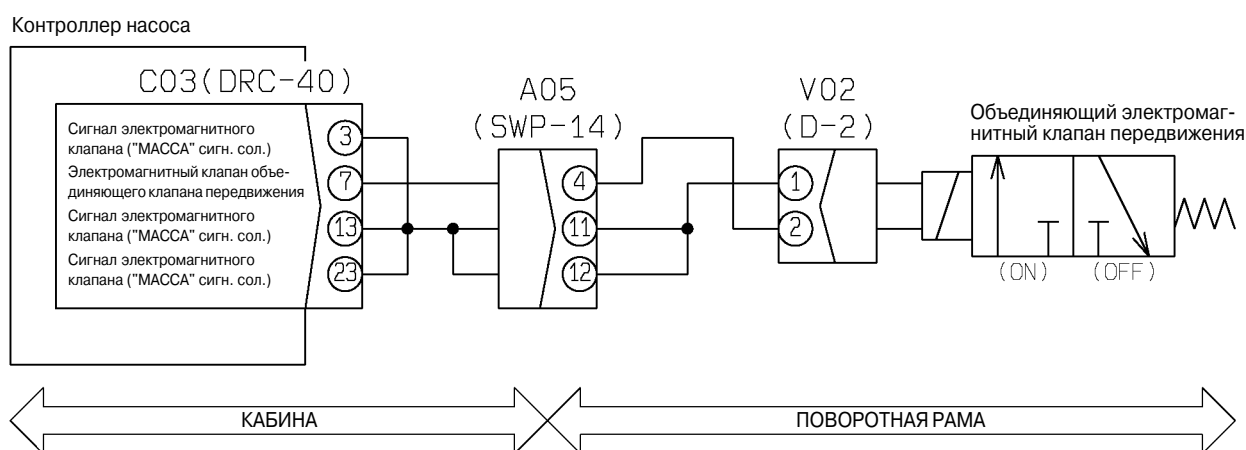 Контроллер насоса
C03(DRC-40)
Сигнал электромагнитного
клапана ("МАССА" сигн. сол.)
Электромагнитный клапан объе-
диняющего клапана передвижения
Сигнал электромагнитного
клапана ("МАССА" сигн. сол.)
Сигнал электромагнитного
клапана ("МАССА" сигн. сол.)
3
7
13
23
A05
(SWP-14)
4
11
12
V02
(D-2)
1
2
Объединяющий электромаг-
нитный клапан передвижения
(ON)
(OFF)
КАБИНА
ПОВОРОТНАЯ РАМА